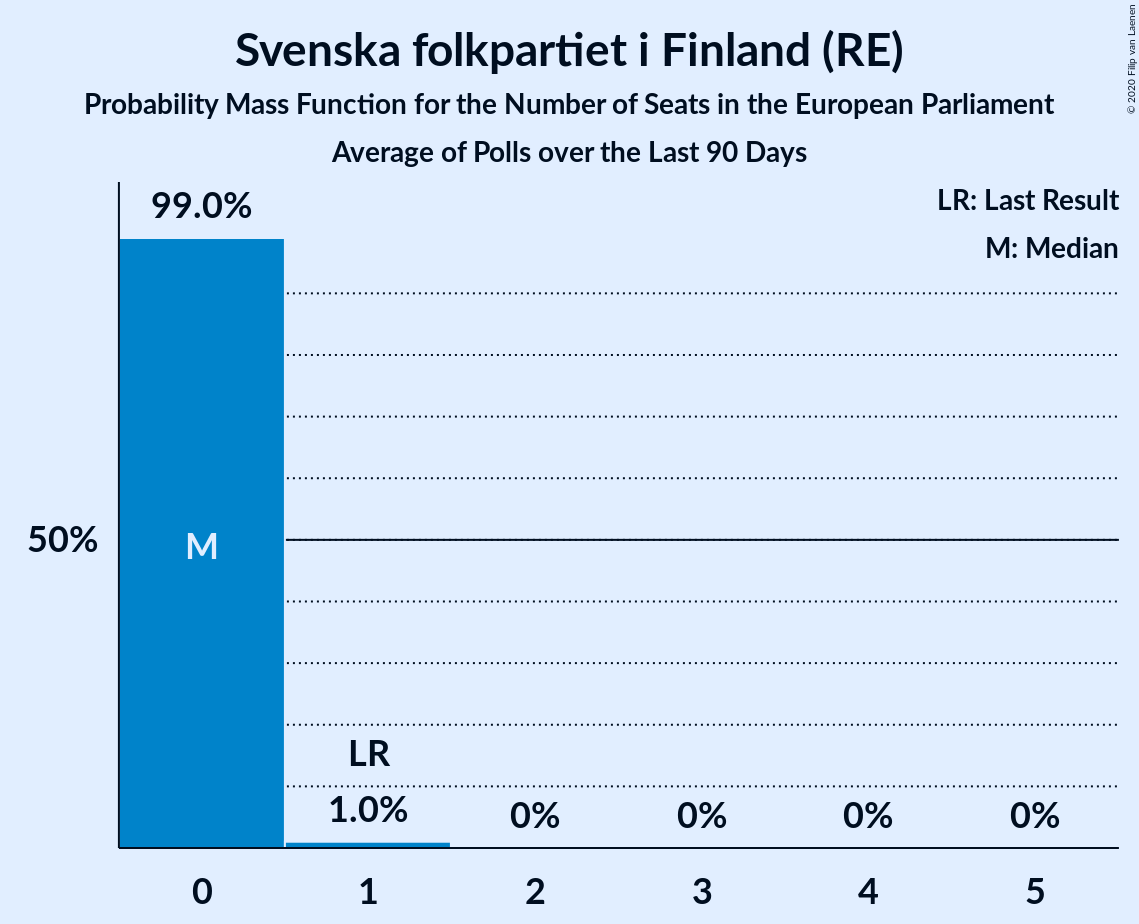 Svenska folkpartiet i Finland (RE)
Probability Mass Function for the Number of Seats in the European Parliament
Average of Polls over the Last 90 Days
© 2020 Filip van Laenen
LR: Last Result
M: Median
99.0%
50%
M
LR
1.0%
0%
0%
0%
0%
0
1
2
3
4
5